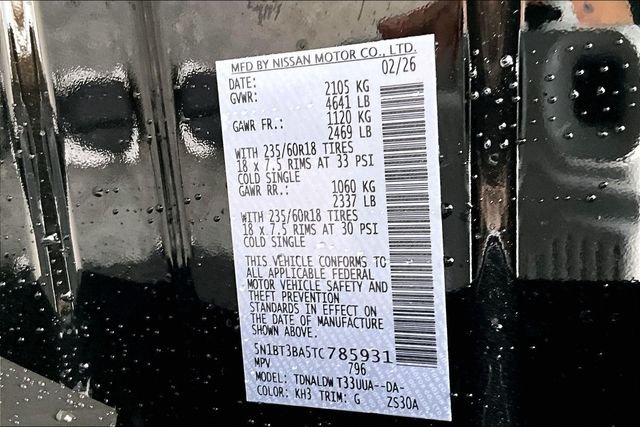 MFD BY NISSAN MOTOR CO., LTD.
DATE: 02/26
GVWR: 2105 KG
4641 LB
GAWR FR.: 1120 KG
2469 LB
WITH 235/60R18 TIRES
18 x 7.5 RIMS AT 33 PSI
COLD SINGLE
GAWR RR.: 1060 KG
2337 LB
WITH 235/60R18 TIRES
18 x 7.5 RIMS AT 30 PSI
COLD SINGLE
THIS VEHICLE CONFORMS TO
ALL APPLICABLE FEDERAL
MOTOR VEHICLE SAFETY AND
THEFT PREVENTION
STANDARDS IN EFFECT ON
THE DATE OF MANUFACTURE
SHOWN ABOVE.
5N1BT3BA5TC785931
MPV 796
MODEL: TDNALDW T33UUA--DA-
COLOR: KH3 TRIM: G 2S30A